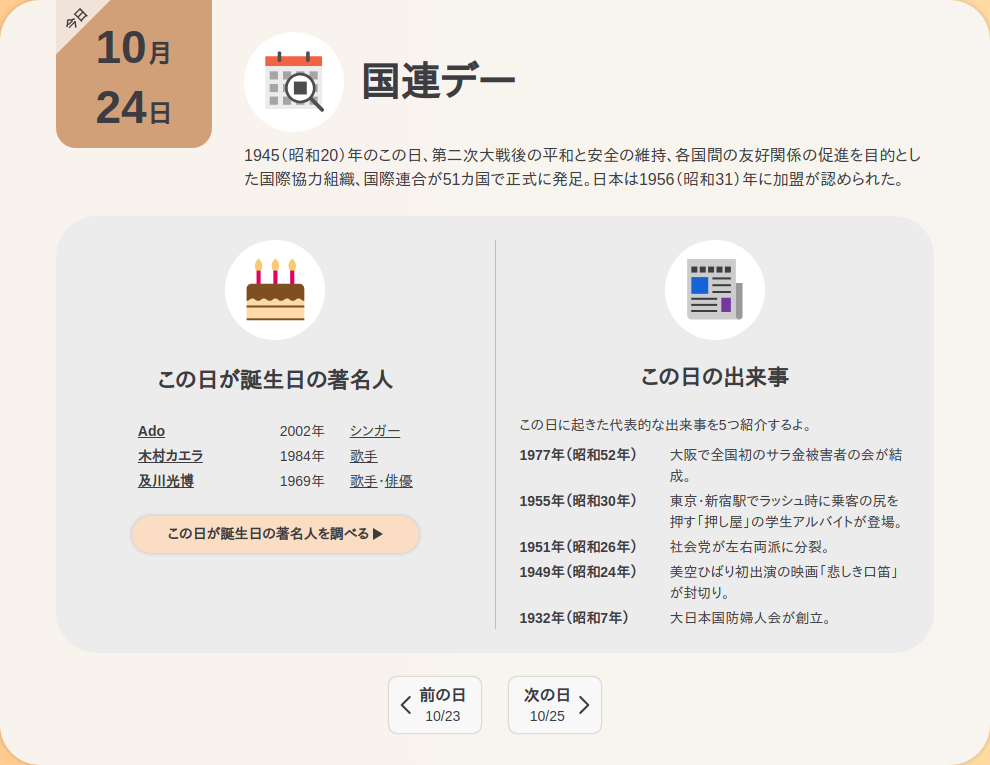 今日
10月
24日
国連デー
1945（昭和20）年のこの日、第二次大戦後の平和と安全の維持、各国間の友好関係の促進を目的とし
た国際協力組織、国際連合が51カ国で正式に発足。日本は1956（昭和31）年に加盟が認められた。
この日が誕生日の著名人
Ado 2002年 シンガー
木村カエラ 1984年 歌手
及川光博 1969年 歌手・俳優
この日が誕生日の著名人を調べる▶
この日の出来事
この日に起きた代表的な出来事を5つ紹介するよ。
1977年（昭和52年） 大阪で全国初のサラ金被害者の会が結
成。
1955年（昭和30年） 東京・新宿駅でラッシュ時に乗客の尻を
押す「押し屋」の学生アルバイトが登場。
1951年（昭和26年） 社会党が左右両派に分裂。
1949年（昭和24年） 美空ひばり初出演の映画「悲しき口笛」
が封切り。
1932年（昭和7年） 大日本国防婦人会が創立。
前の日
10/23
次の日
10/25